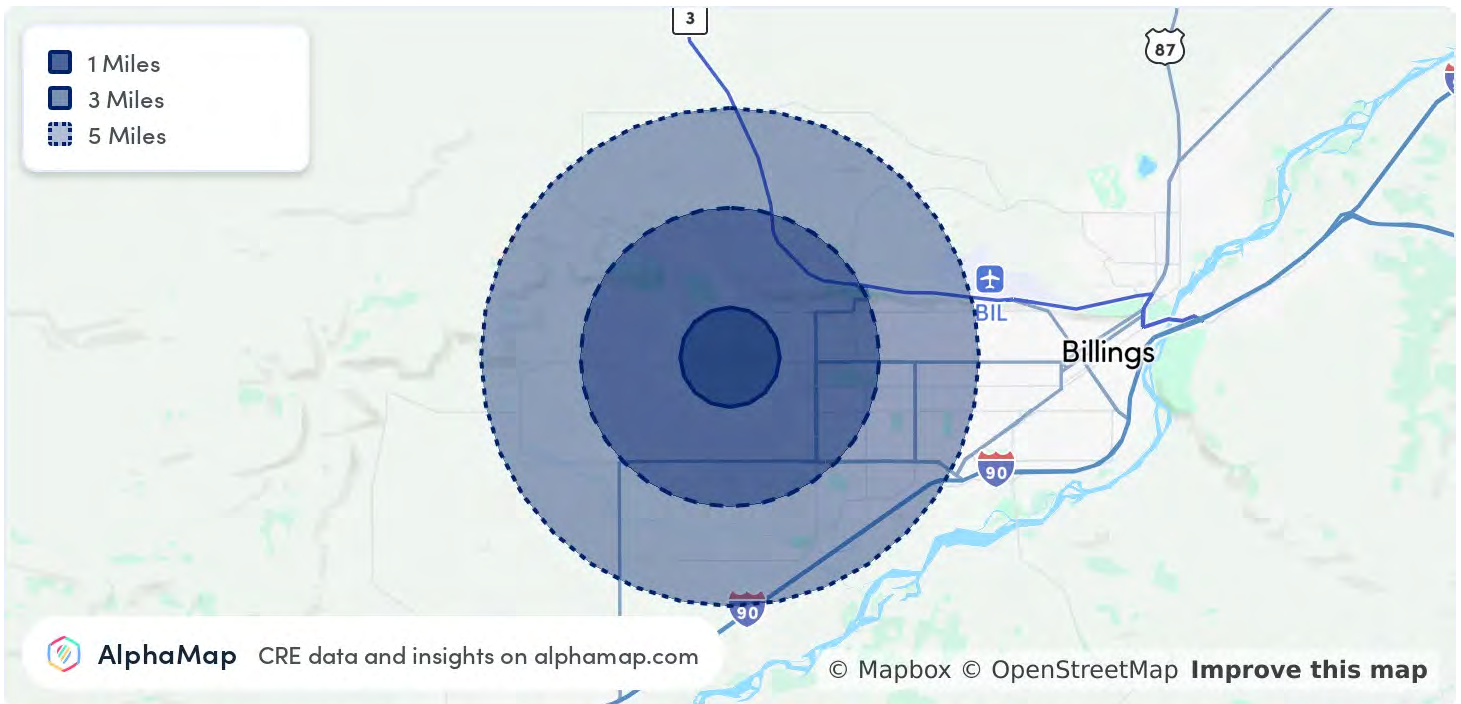 3
87
1 Miles
3 Miles
5 Miles
BIL
Billings
90
90
AlphaMap CRE data and insights on alphamap.com
© Mapbox © OpenStreetMap Improve this map